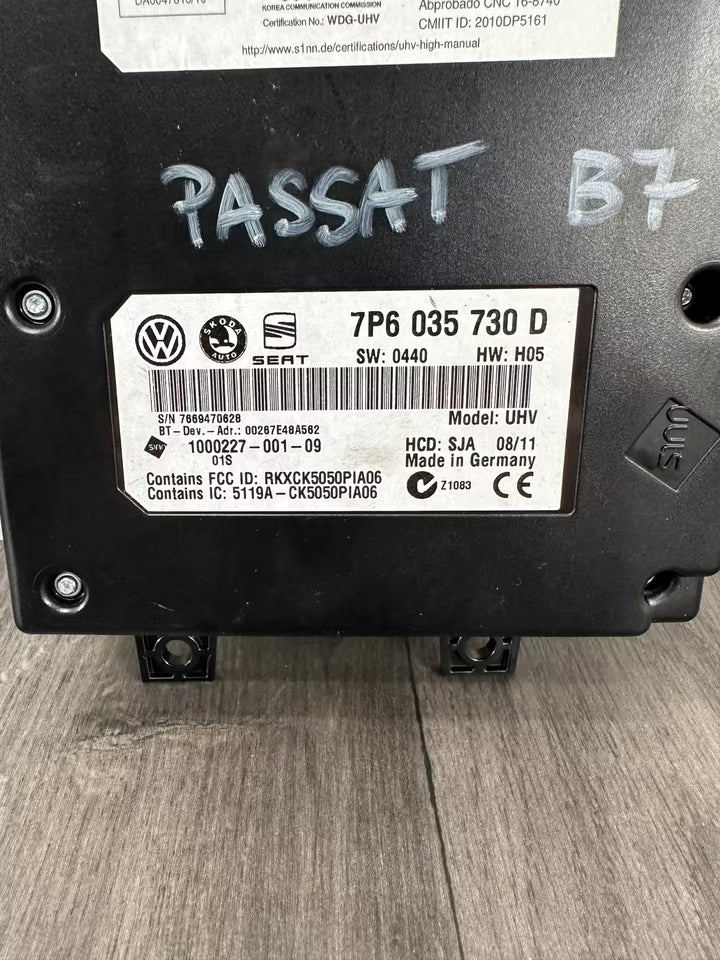 KOREA COMMUNICATION COMMISSION
Certification No.: WDG-UHV
Aprobado CNC 16-8740
CMIIT ID: 2010DP5161
http://www.s1nn.de/certifications/uhv-high-manual
PASSAT B7
ŠKODA
AUTO
SEAT
7P6 035 730 D
SW: 0440 HW: H05
S/N 7669470628
Model: UHV
BT-Dev.-Adr.: 00267E48A562
1000227-001-09
01S
HCD: SJA 08/11
Made in Germany
Contains FCC ID: RKXCK5050PIA06
Contains IC: 5119A-CK5050PIA06
Z1083
CE